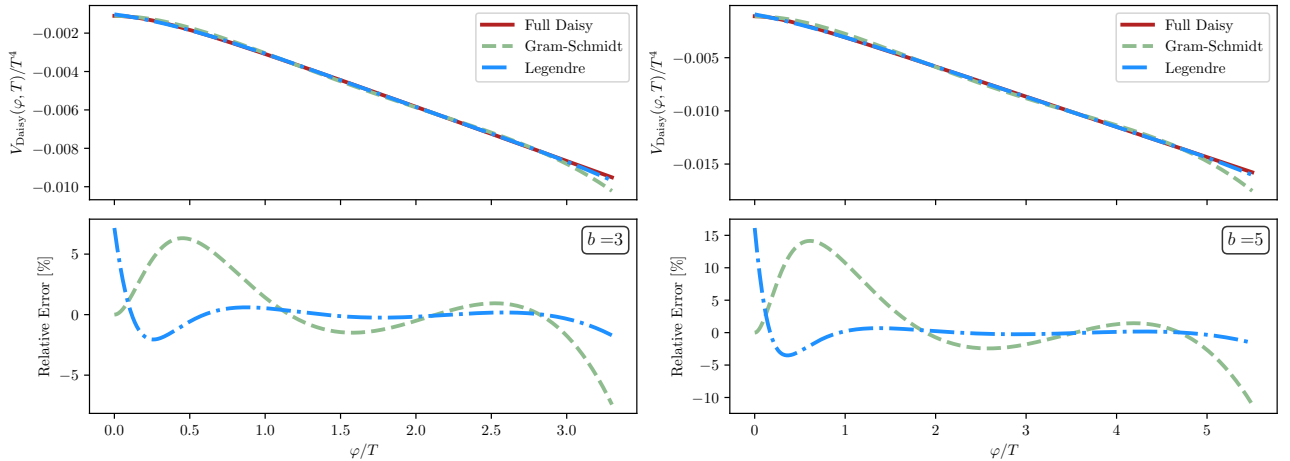 −0.002
−0.004
−0.006
−0.008
−0.010
V_Daisy(φ, T)/T⁴
Full Daisy
Gram-Schmidt
Legendre
−0.005
−0.010
−0.015
V_Daisy(φ, T)/T⁴
Full Daisy
Gram-Schmidt
Legendre
5
0
−5
Relative Error [%]
b =3
0.0 0.5 1.0 1.5 2.0 2.5 3.0
φ/T
15
10
5
0
−5
−10
Relative Error [%]
b =5
0 1 2 3 4 5
φ/T